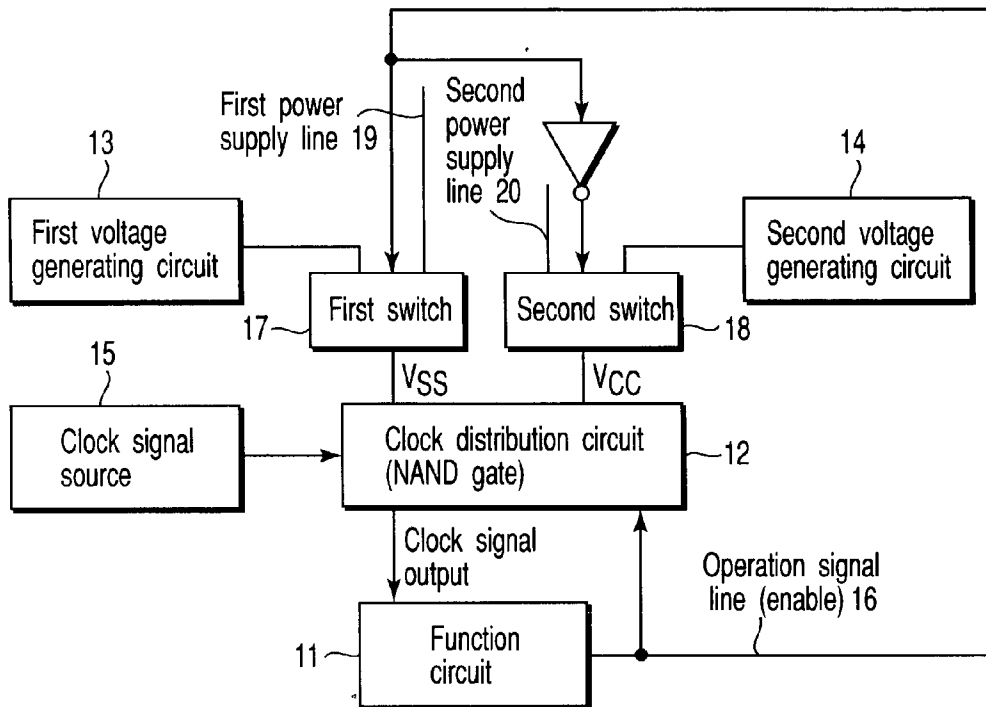 First power
supply line 19
Second
power
supply
line 20
13
14
First voltage
generating circuit
Second voltage
generating circuit
First switch
Second switch
17
18
15
VSS
VCC
Clock signal
source
Clock distribution circuit
(NAND gate)
12
Clock signal
output
Operation signal
line (enable) 16
11
Function
circuit